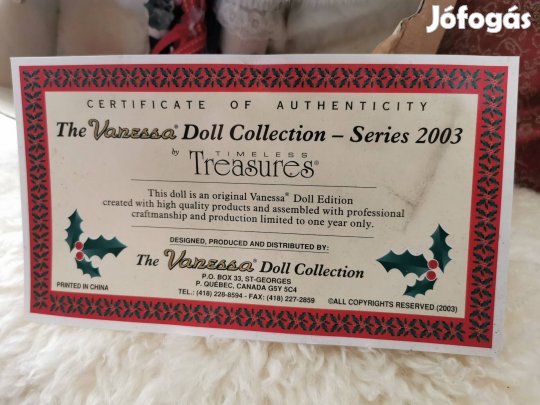 Jófogás
CERTIFICATE OF AUTHENTICITY
The Vanessa® Doll Collection – Series 2003
by TIMELESS
Treasures®
This doll is an original Vanessa® Doll Edition
created with high quality products and assembled with professional
craftmanship and production limited to one year only.
DESIGNED, PRODUCED AND DISTRIBUTED BY:
The Vanessa® Doll Collection
P.O. BOX 33, ST-GEORGES
P. QUÉBEC, CANADA G5Y 5C4
TEL.: (418) 228-8594 - FAX: (418) 227-2859
PRINTED IN CHINA
©ALL COPYRIGHTS RESERVED (2003)